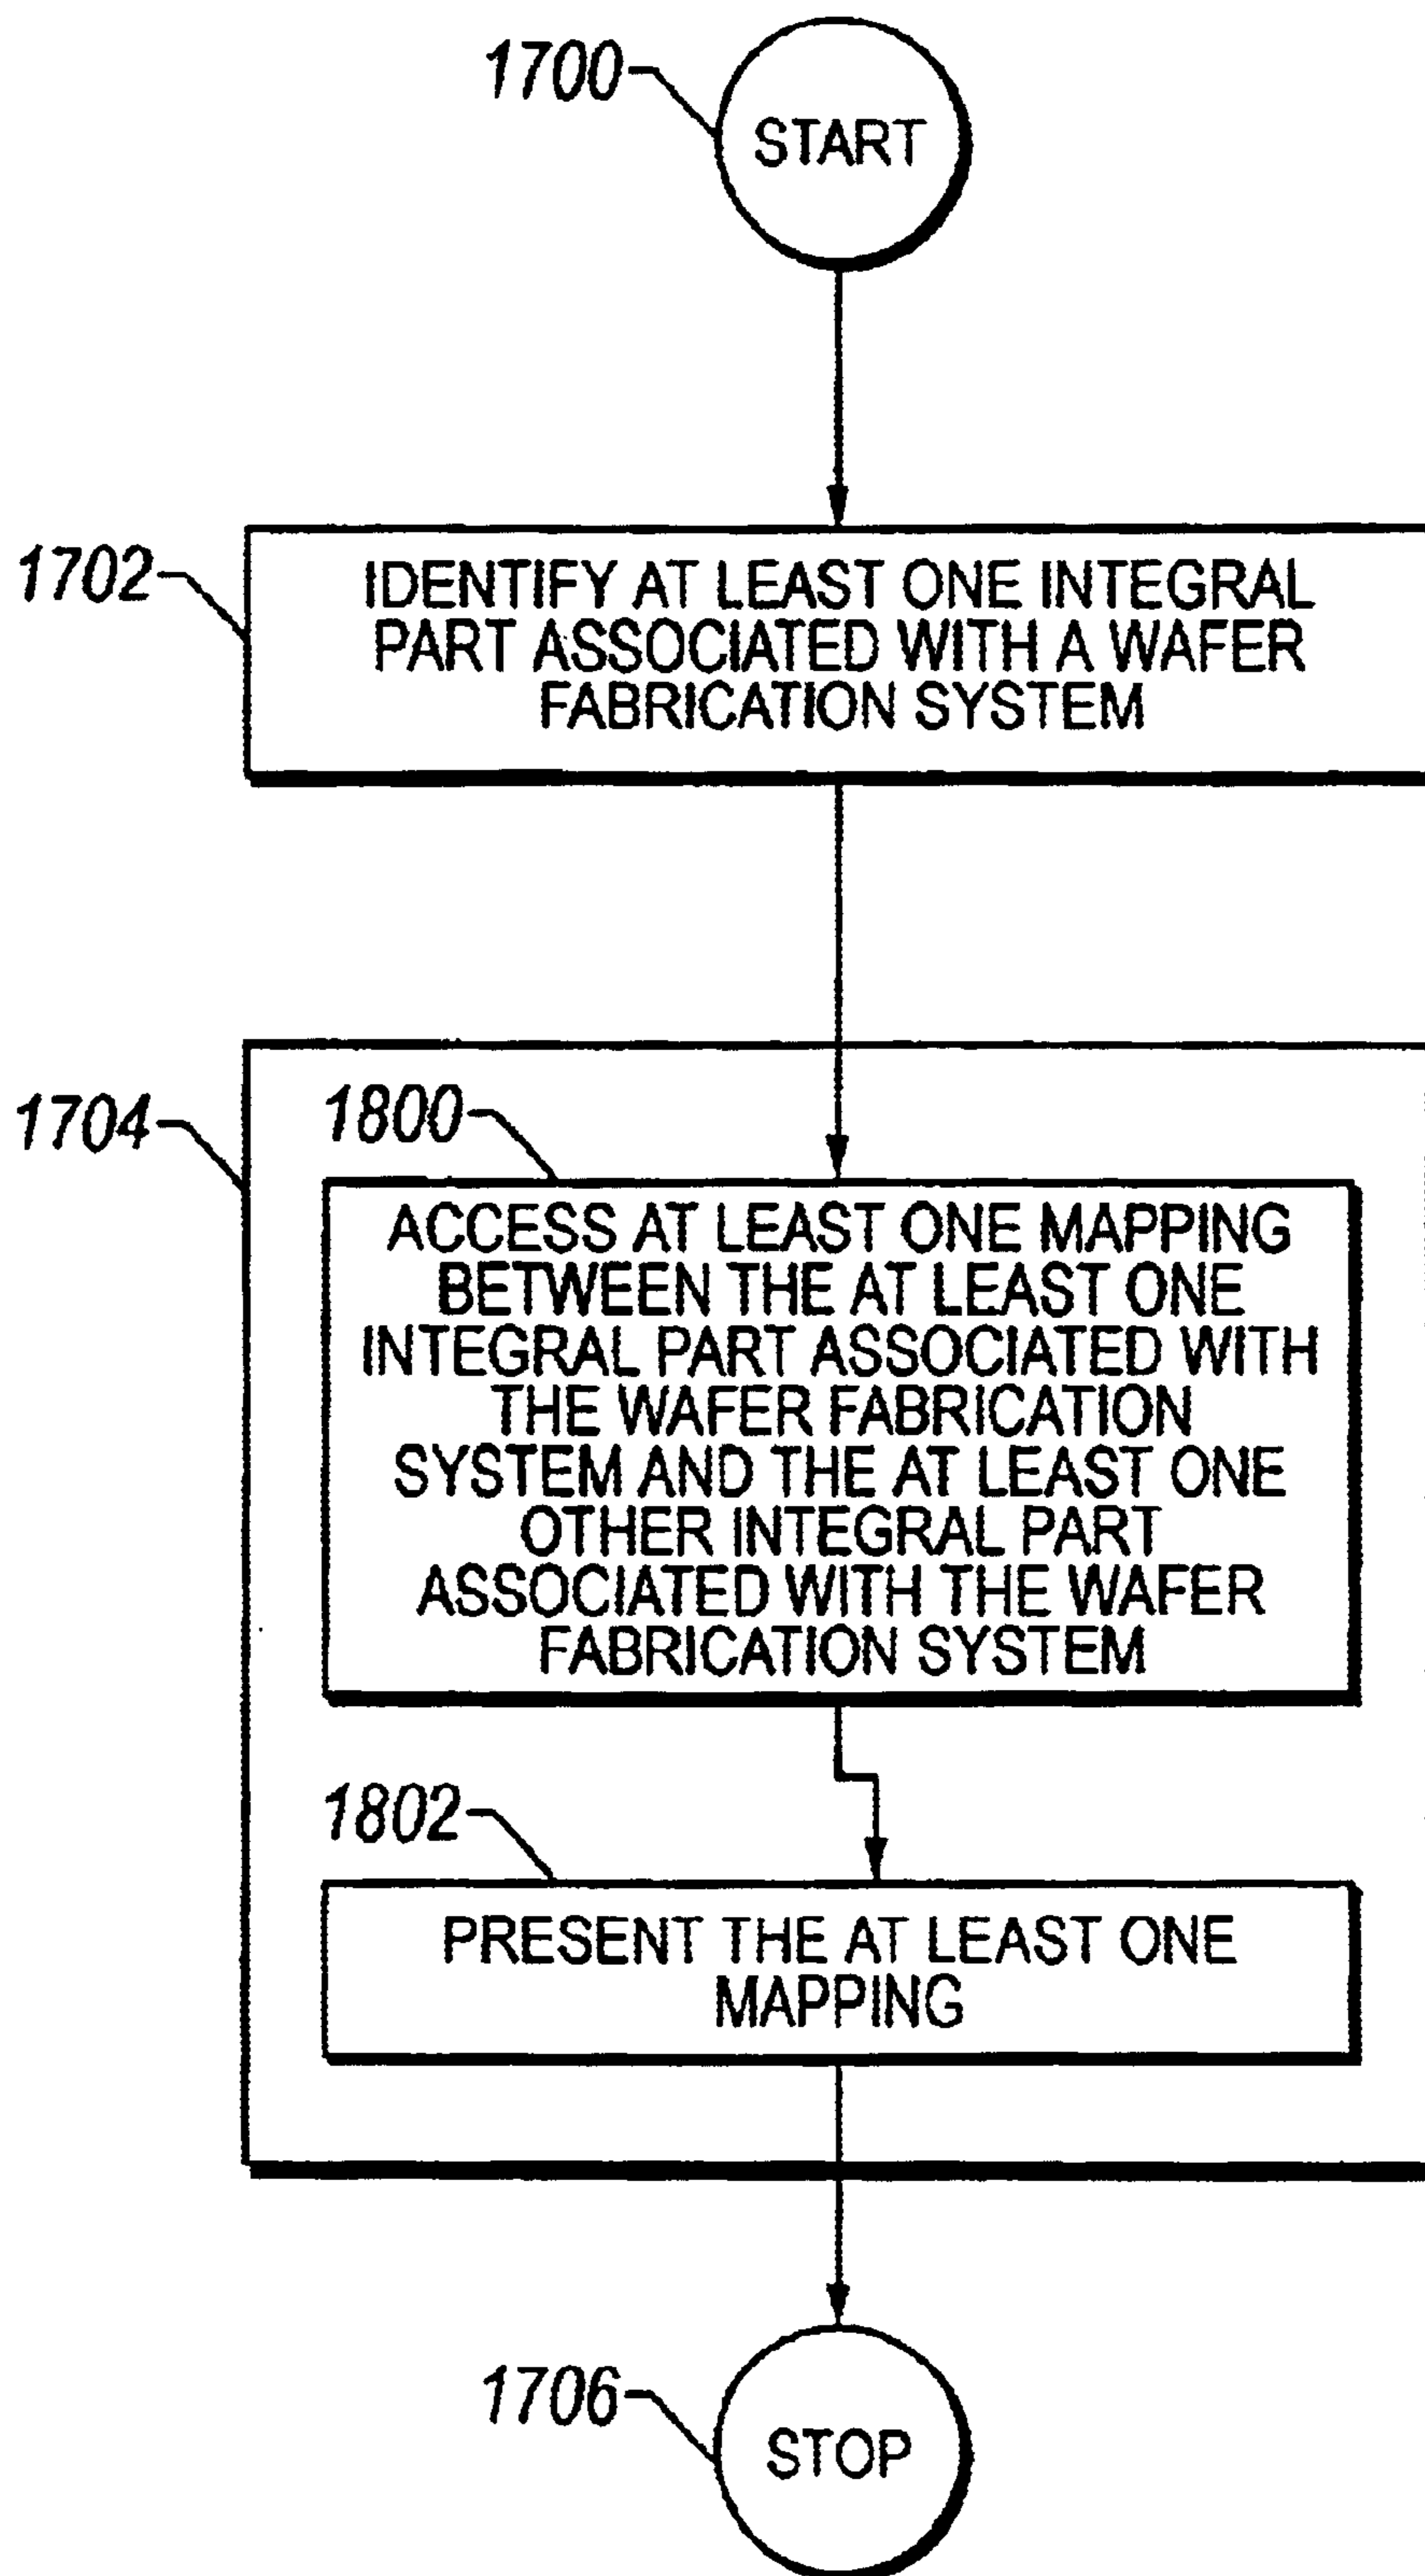 1700
START
1702
IDENTIFY AT LEAST ONE INTEGRAL
PART ASSOCIATED WITH A WAFER
FABRICATION SYSTEM
1704
1800
ACCESS AT LEAST ONE MAPPING
BETWEEN THE AT LEAST ONE
INTEGRAL PART ASSOCIATED WITH
THE WAFER FABRICATION
SYSTEM AND THE AT LEAST ONE
OTHER INTEGRAL PART
ASSOCIATED WITH THE WAFER
FABRICATION SYSTEM
1802
PRESENT THE AT LEAST ONE
MAPPING
1706
STOP